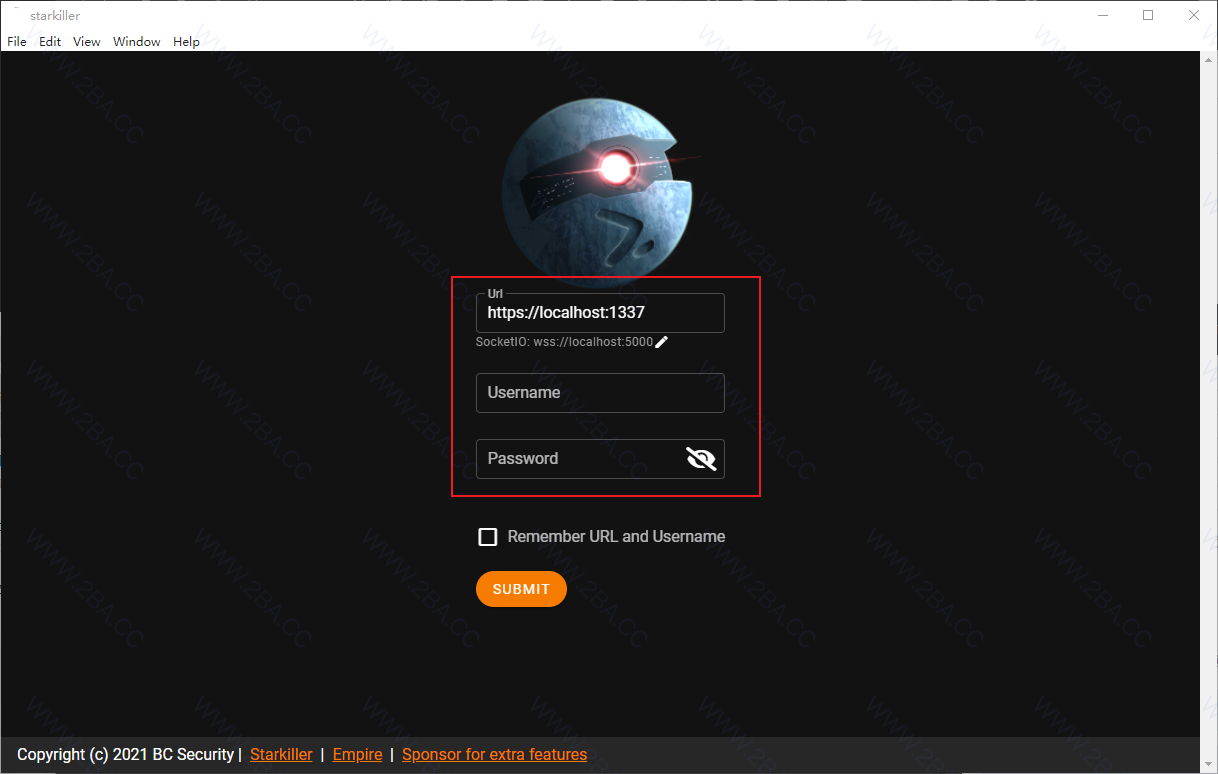 starkiller
File Edit View Window Help
Url
https://localhost:1337
SocketIO: wss://localhost:5000
Username
Password
Remember URL and Username
SUBMIT
Copyright (c) 2021 BC Security | Starkiller | Empire | Sponsor for extra features
WWW.2BA.CC